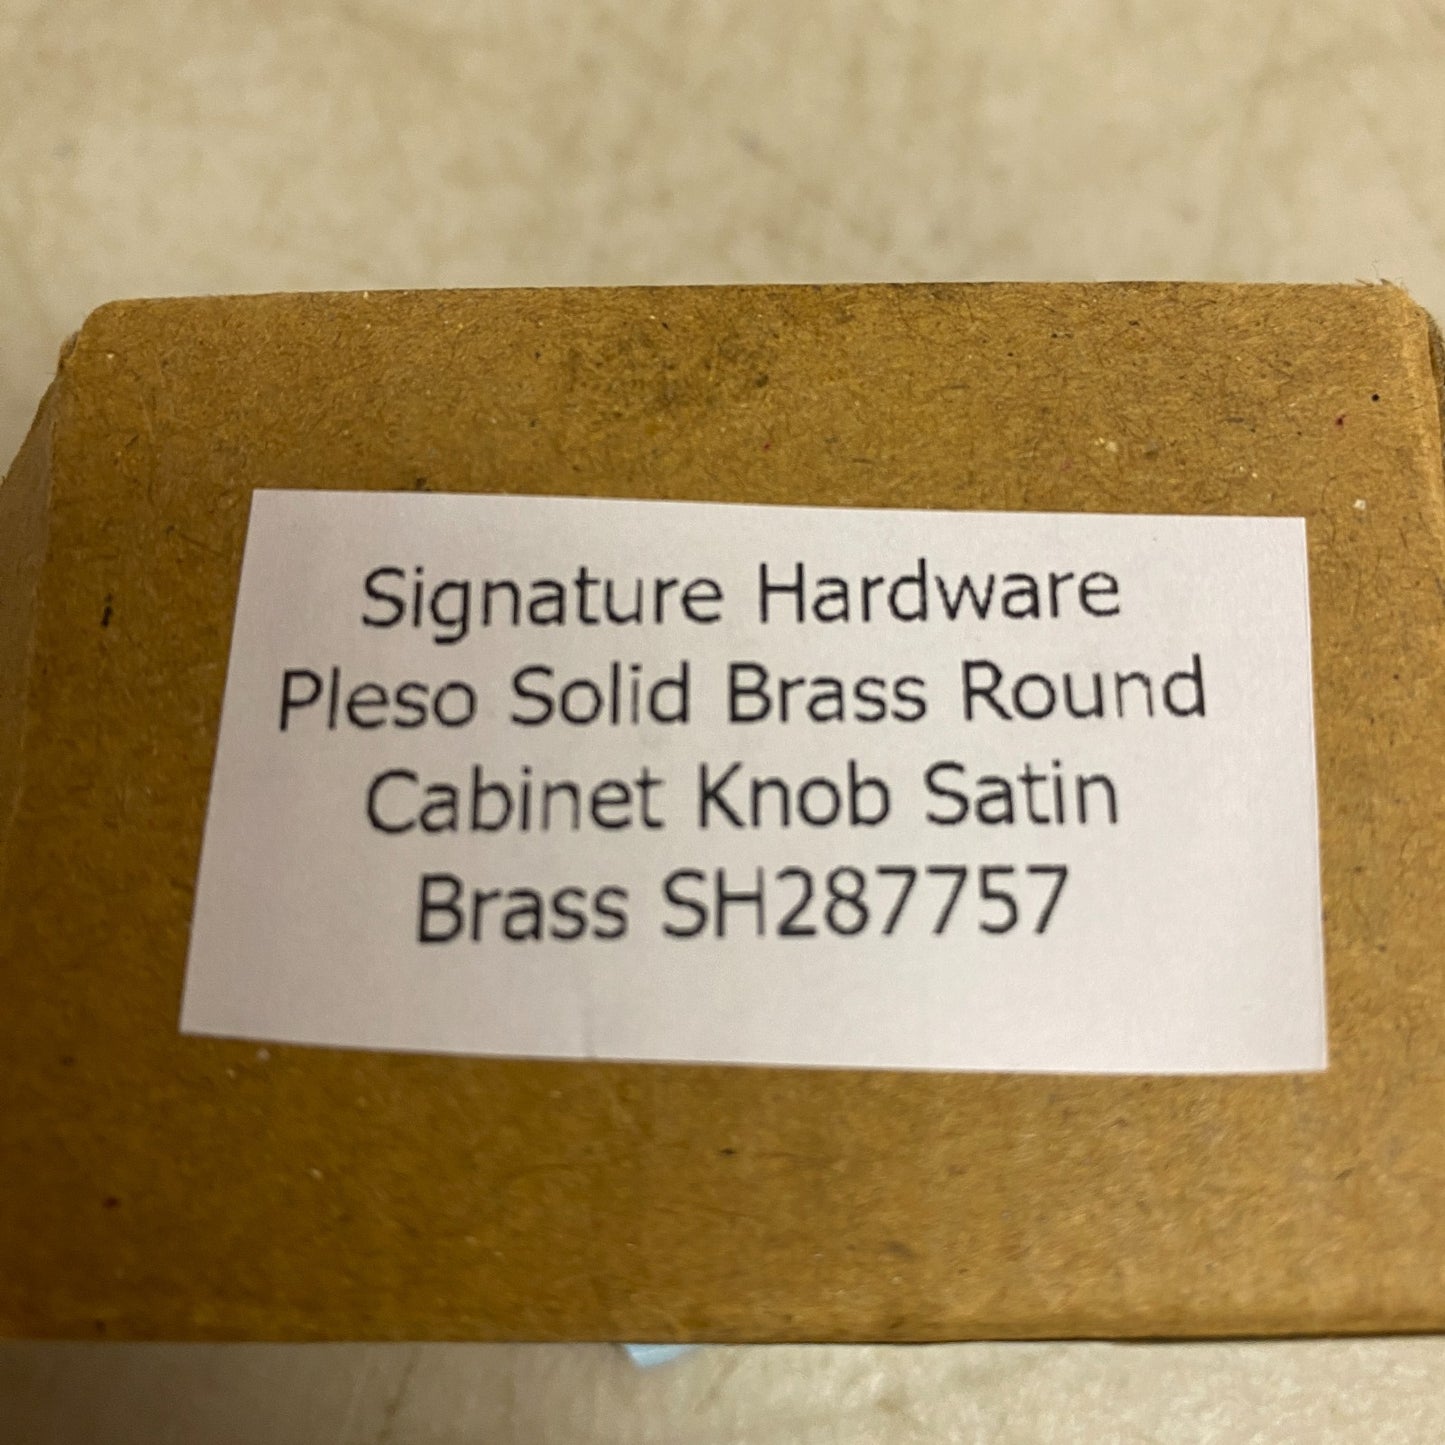 Signature Hardware
Pleso Solid Brass Round
Cabinet Knob Satin
Brass SH287757